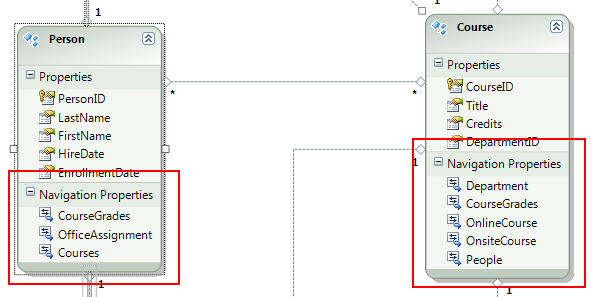 1
1
Person
Properties
PersonID
LastName
FirstName
HireDate
EnrollmentDate
Navigation Properties
CourseGrades
OfficeAssignment
Courses
1
*
*
Course
Properties
CourseID
Title
Credits
DepartmentID
1
Navigation Properties
Department
CourseGrades
OnlineCourse
OnsiteCourse
People
1